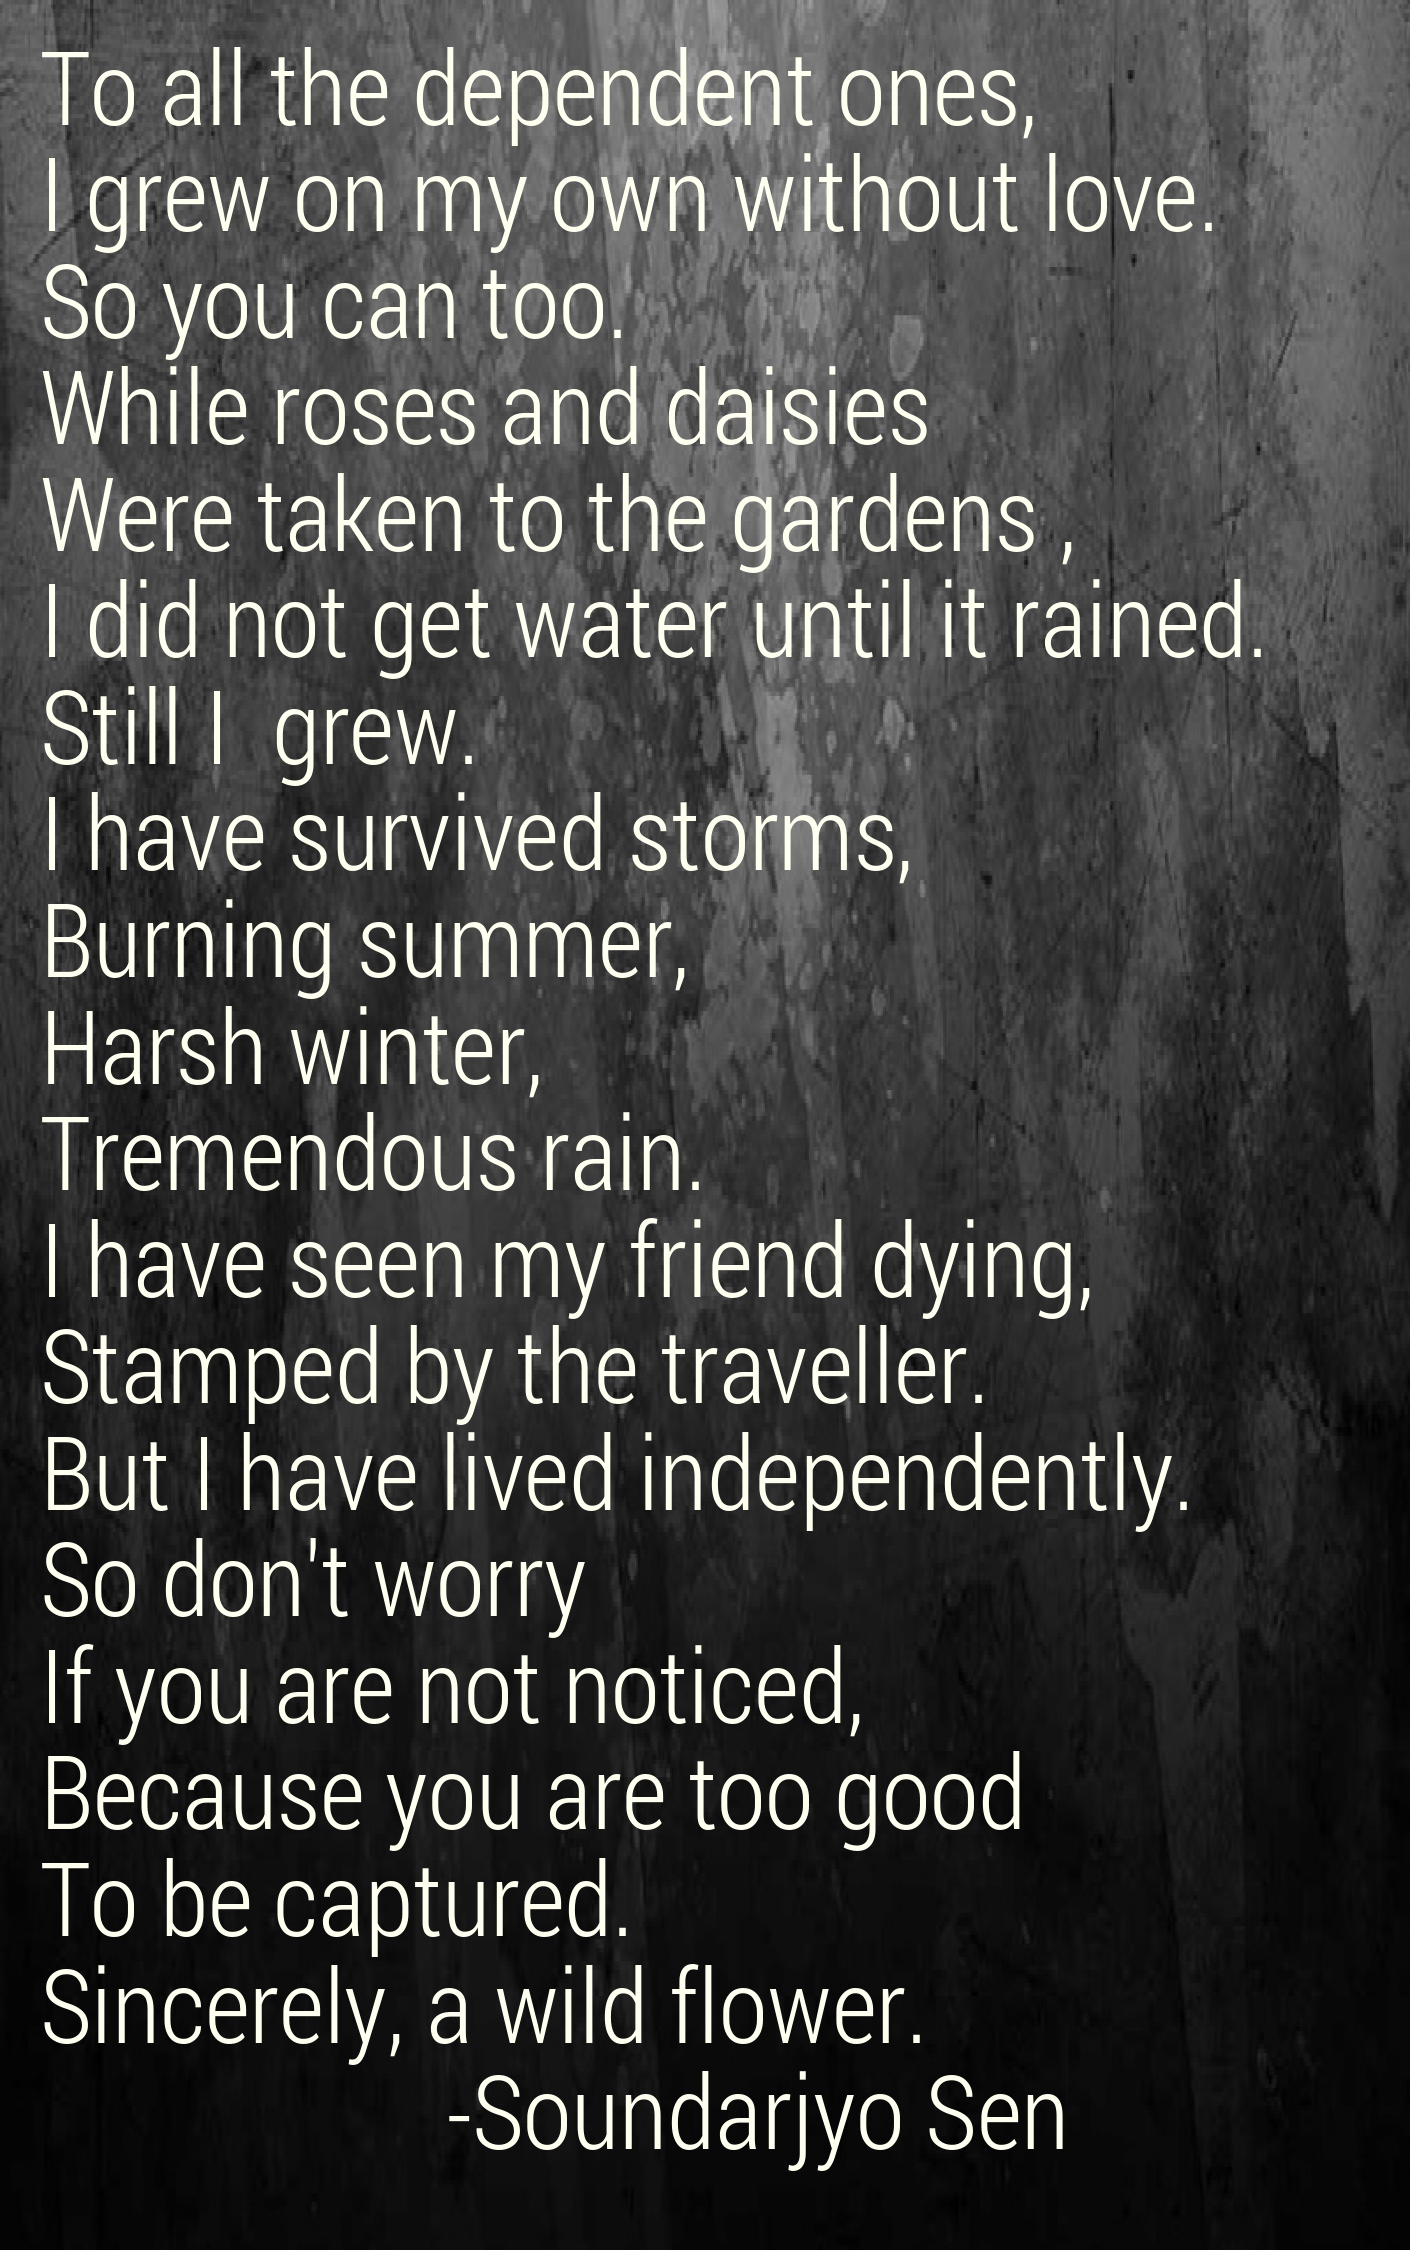 To all the dependent ones,
I grew on my own without love.
So you can too.
While roses and daisies
Were taken to the gardens ,
I did not get water until it rained.
Still I  grew.
I have survived storms,
Burning summer,
Harsh winter,
Tremendous rain.
I have seen my friend dying,
Stamped by the traveller.
But I have lived independently.
So don't worry
If you are not noticed,
Because you are too good
To be captured.
Sincerely, a wild flower.
-Soundarjyo Sen